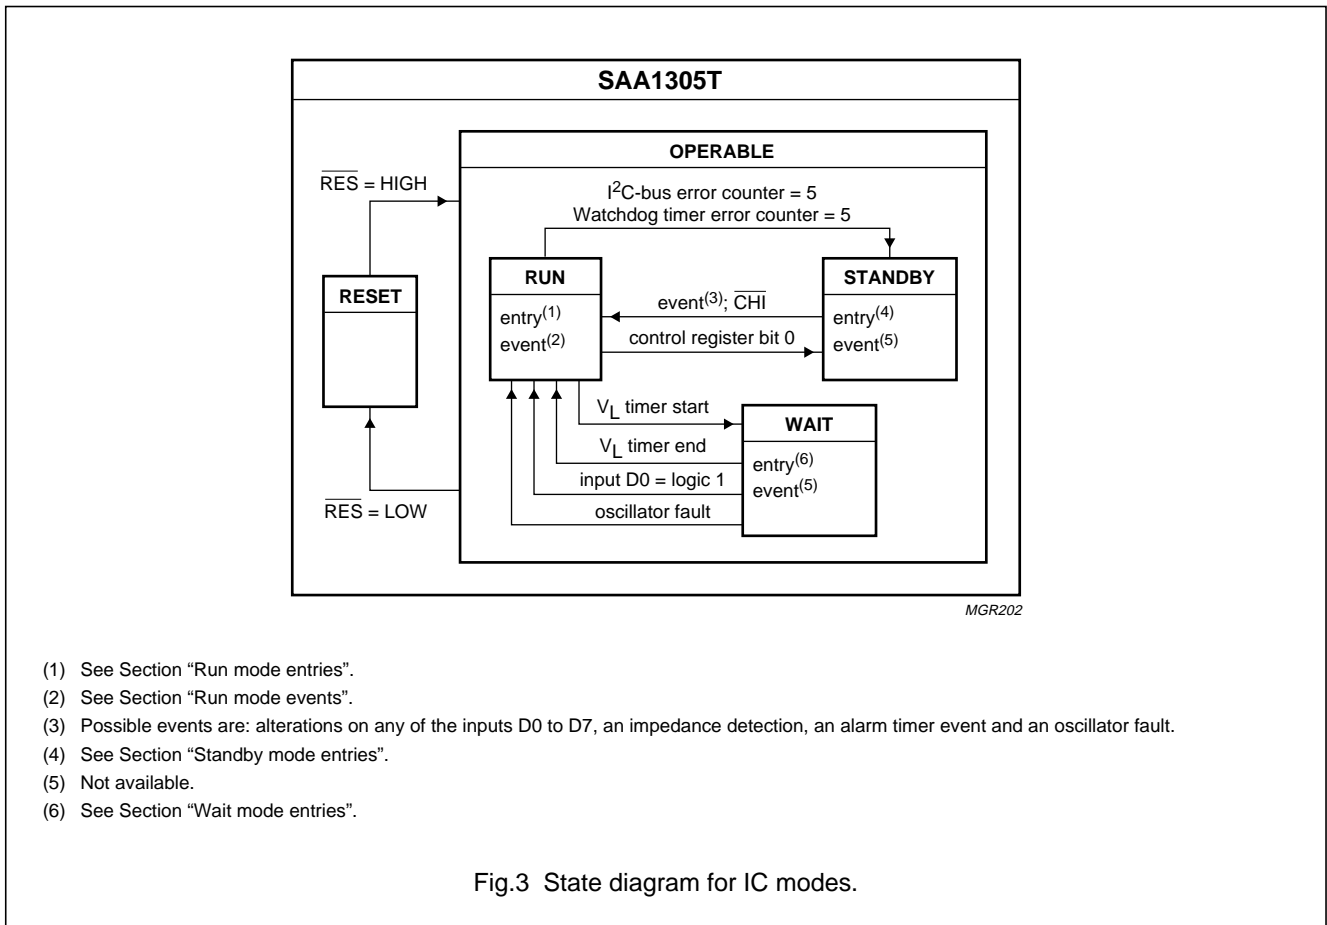 SAA1305T
OPERABLE
R̅E̅S̅ = HIGH
I²C-bus error counter = 5
Watchdog timer error counter = 5
RUN
STANDBY
RESET
entry(1)
event(2)
event(3); C̅H̅I̅
control register bit 0
entry(4)
event(5)
VL timer start
WAIT
VL timer end
entry(6)
event(5)
input D0 = logic 1
oscillator fault
R̅E̅S̅ = LOW
MGR202
(1) See Section “Run mode entries”.
(2) See Section “Run mode events”.
(3) Possible events are: alterations on any of the inputs D0 to D7, an impedance detection, an alarm timer event and an oscillator fault.
(4) See Section “Standby mode entries”.
(5) Not available.
(6) See Section “Wait mode entries”.
Fig.3 State diagram for IC modes.